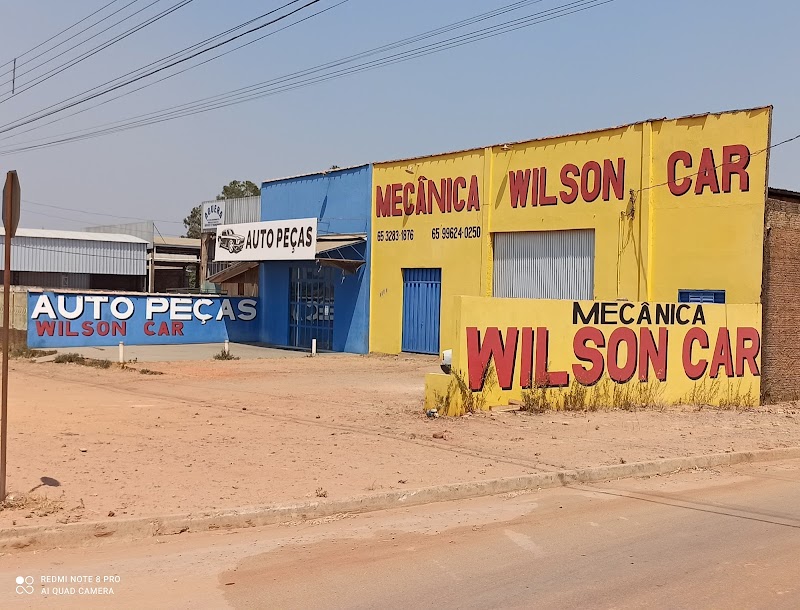 MECÂNICA WILSON CAR
65 3283 1876 65 99624-0250
AUTO PEÇAS
AUTO PEÇAS
WILSON CAR
MECÂNICA
WILSON CAR
REDMI NOTE 8 PRO
AI QUAD CAMERA